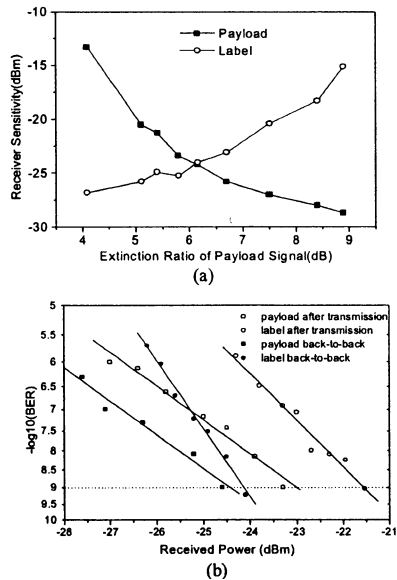 -10
-15
-20
-25
-30
Receiver Sensitivity(dBm)
Payload
Label
4 5 6 7 8 9
Extinction Ratio of Payload Signal(dB)
(a)
5
5.5
6.0
6.5
7.0
7.5
8
8.5
9
9.5
10
-log10(BER)
payload after transmission
label after transmission
payload back-to-back
label back-to-back
-28 -27 -26 -25 -24 -23 -22 -21
Received Power (dBm)
(b)